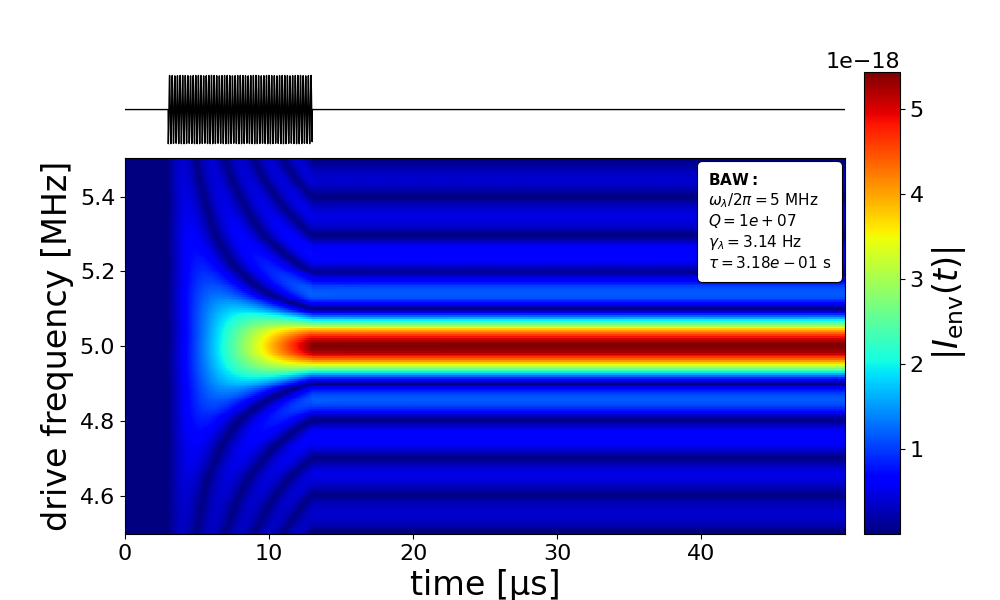 1e−18
BAW:
ωλ/2π = 5 MHz
Q = 1e + 07
γλ = 3.14 Hz
τ = 3.18e − 01 s
drive frequency [MHz]
5.4
5.2
5.0
4.8
4.6
0 10 20 30 40
time [µs]
5
4
3
2
1
|Ienv(t)|